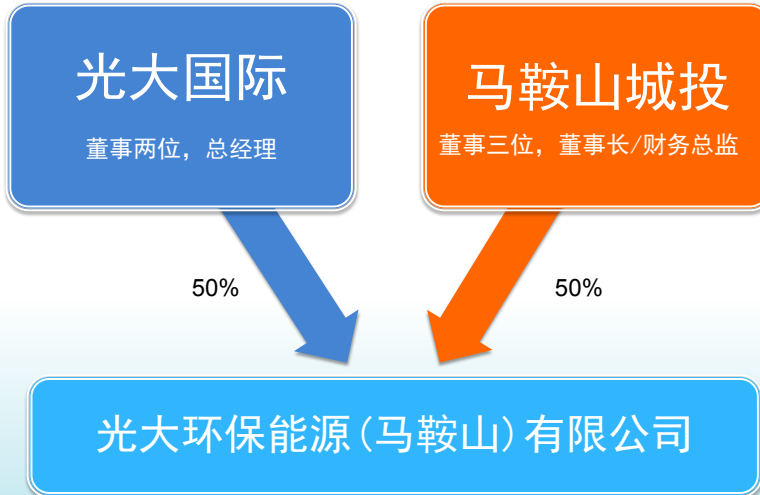 光大国际
董事两位，总经理
马鞍山城投
董事三位，董事长/财务总监
50%
50%
光大环保能源(马鞍山)有限公司